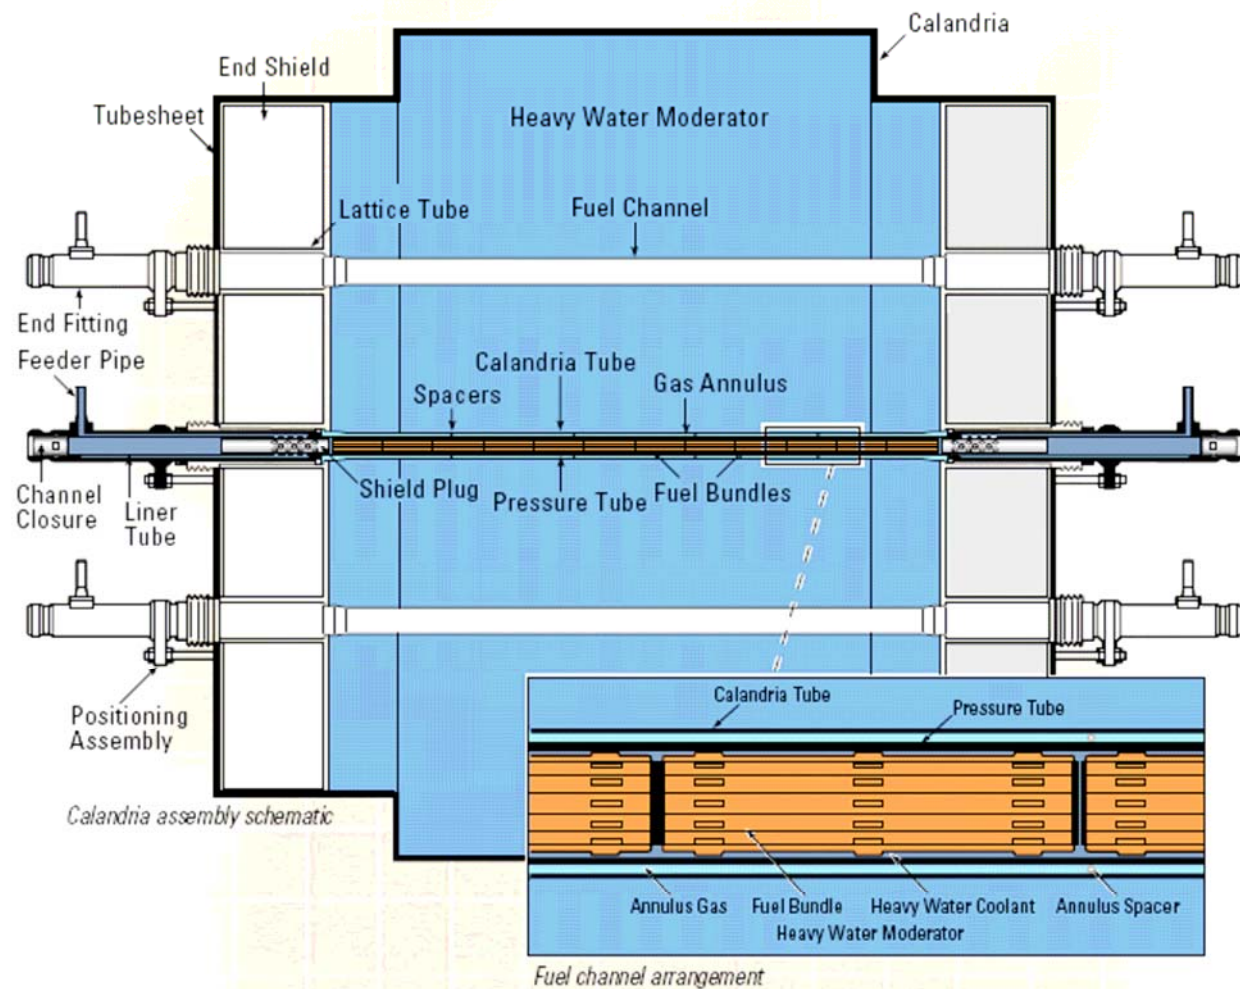 Calandria
End Shield
Tubesheet
Heavy Water Moderator
Lattice Tube
Fuel Channel
End Fitting
Feeder Pipe
Calandria Tube
Gas Annulus
Spacers
Channel
Closure
Liner
Tube
Shield Plug
Pressure Tube
Fuel Bundles
Positioning
Assembly
Calandria assembly schematic
Calandria Tube
Pressure Tube
Annulus Gas
Fuel Bundle
Heavy Water Coolant
Annulus Spacer
Heavy Water Moderator
Fuel channel arrangement